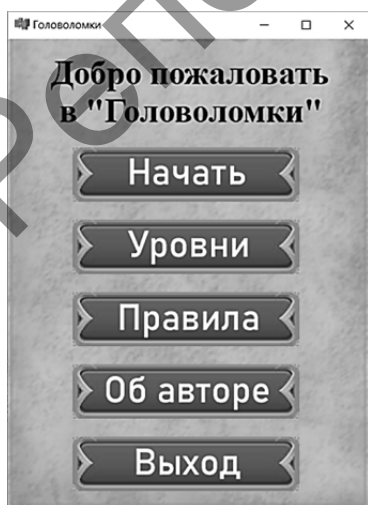 Головоломки
Добро пожаловать
в "Головоломки"
Начать
Уровни
Правила
Об авторе
Выход